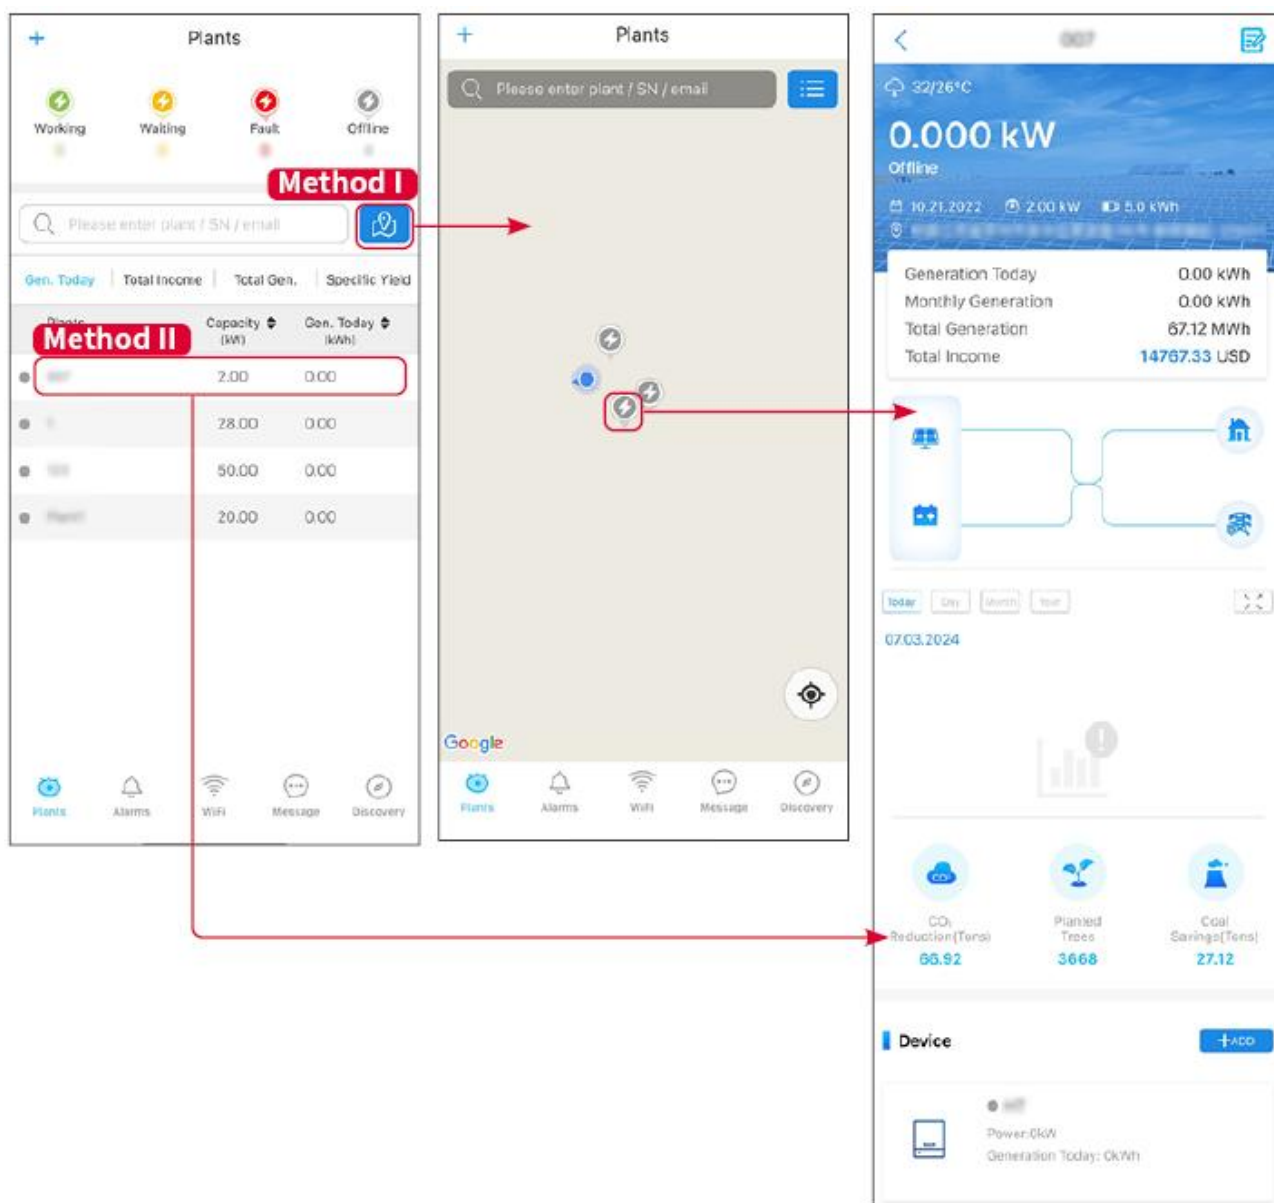 Plants
Working
Waiting
Fault
Offline
Method I
Please enter plant / SN / email
Gen. Today
Total Income
Total Gen.
Specific Yield
Plants
Capacity
(kW)
Gen. Today
(kWh)
Method II
2.00 0.00
28.00 0.00
50.00 0.00
20.00 0.00
Plants
Alarms
WiFi
Message
Discovery
Plants
Please enter plant / SN / email
Google
Plants
Alarms
WiFi
Message
Discovery
007
32/26°C
0.000 kW
Offline
10.21.2022 2.00 kW 5.0 kWh
Generation Today 0.00 kWh
Monthly Generation 0.00 kWh
Total Generation 67.12 MWh
Total Income 14767.33 USD
Today
Day
Month
Year
07.03.2024
CO₂
Reduction(Tons)
66.92
Planted
Trees
3668
Coal
Savings(Tons)
27.12
Device
+ADD
Power:0kW
Generation Today: 0kWh